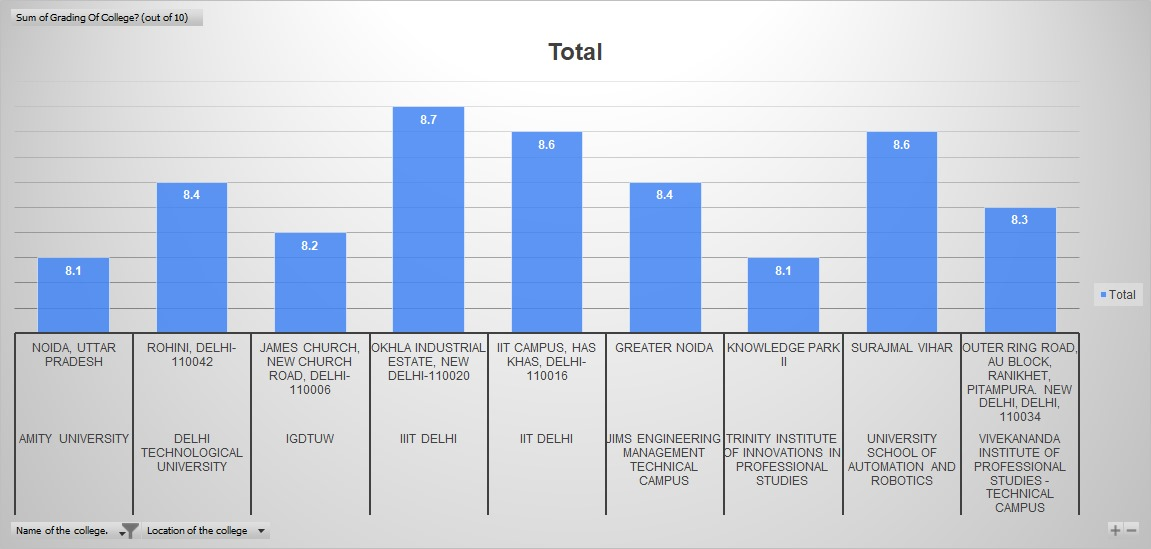 Sum of Grading Of College? (out of 10)
Total
8.1
8.4
8.2
8.7
8.6
8.4
8.1
8.6
8.3
Total
NOIDA, UTTAR
PRADESH
ROHINI, DELHI-
110042
JAMES CHURCH,
NEW CHURCH
ROAD, DELHI-
110006
OKHLA INDUSTRIAL
ESTATE, NEW
DELHI-110020
IIT CAMPUS, HAS
KHAS, DELHI-
110016
GREATER NOIDA
KNOWLEDGE PARK
II
SURAJMAL VIHAR
OUTER RING ROAD,
AU BLOCK,
RANIKHET,
PITAMPURA. NEW
DELHI, DELHI,
110034
AMITY UNIVERSITY
DELHI
TECHNOLOGICAL
UNIVERSITY
IGDTUW
IIIT DELHI
IIT DELHI
JIMS ENGINEERING
MANAGEMENT
TECHNICAL
CAMPUS
TRINITY INSTITUTE
OF INNOVATIONS IN
PROFESSIONAL
STUDIES
UNIVERSITY
SCHOOL OF
AUTOMATION AND
ROBOTICS
VIVEKANANDA
INSTITUTE OF
PROFESSIONAL
STUDIES -
TECHNICAL
CAMPUS
Name of the college.
Location of the college